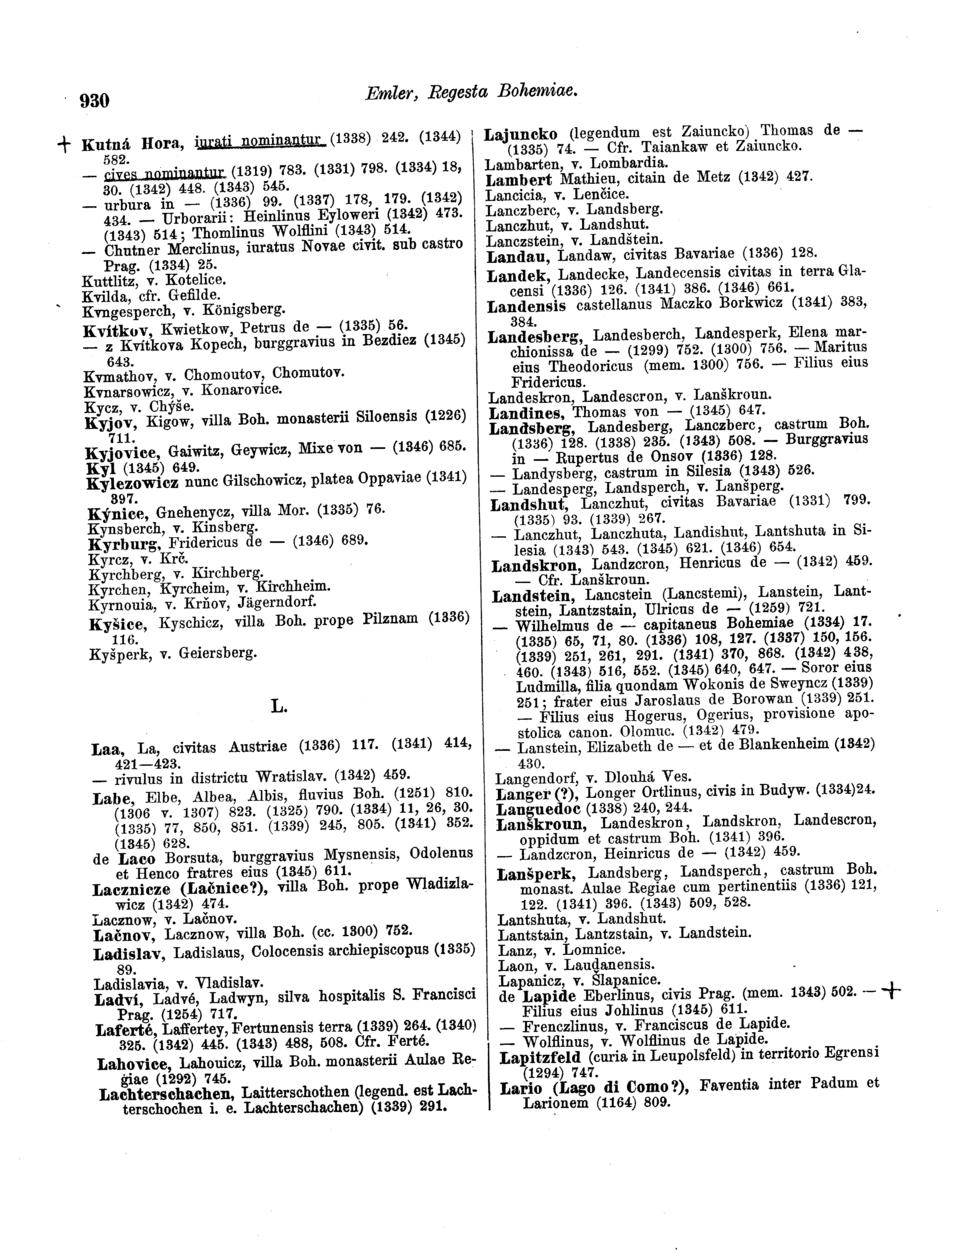 930
Emler, Regesta Bohemiae.
Kutná Hora, iurati nominantur (1338) 242. (1344)
582.
— cives nominantur (1319) 783. (1331) 798. (1334) 18,
30. (1342) 448. (1343) 545.
— urbura in — (1336) 99. (1337) 178, 179. (1342)
434. — Urborarii: Heinlinus Eyloweri (1342) 473.
(1343) 514; Thomlinus Wolflini (1343) 514.
— Chutner Merclinus, iuratus Novae civit. sub castro
Prag. (1334) 25.
Kuttlitz, v. Kotelice.
Kvilda, cfr. Gefilde.
Kvngesperch, v. Königsberg.
Kvítkov, Kwietkow, Petrus de — (1335) 56.
— z Kvítkova Kopech, burggravius in Bezdiez (1345)
643.
Kvmathov, v. Chomoutov, Chomutov.
Kvnarsowicz, v. Konarovice.
Kycz, v. Chýše.
Kyjov, Kigow, villa Boh. monasterii Siloensis (1226)
711.
Kyjovice, Gaiwitz, Geywicz, Mixe von — (1346) 685.
Kyl (1345) 649.
Kylezowicz nunc Gilschowicz, platea Oppaviae (1341)
397.
Kýnice, Gnehenycz, villa Mor. (1335) 76.
Kynsberch, v. Kinsberg.
Kyrburg, Fridericus de — (1346) 689.
Kyrcz, v. Krč.
Kyrchberg, v. Kirchberg.
Kyrchen, Kyrcheim, v. Kirchheim.
Kyrnouia, v. Krňov, Jägerndorf.
Kyšice, Kyschicz, villa Boh. prope Pilznam (1336)
116.
Kyšperk, v. Geiersberg.
L.
Laa, La, civitas Austriae (1336) 117. (1341) 414,
421—423.
— rivulus in districtu Wratislav. (1342) 459.
Labe, Elbe, Albea, Albis, fluvius Boh. (1251) 810.
(1306 v. 1307) 823. (1325) 790. (1334) 11, 26, 30.
(1335) 77, 850, 851. (1339) 245, 805. (1341) 352.
(1345) 628.
de Laco Borsuta, burggravius Mysnensis, Odolenus
et Henco fratres eius (1345) 611.
Lacznicze (Lačnice?), villa Boh. prope Wladizla-
wicz (1342) 474.
Lacznow, v. Lačnov.
Lačnov, Lacznow, villa Boh. (cc. 1300) 752.
Ladislav, Ladislaus, Colocensis archiepiscopus (1335)
89.
Ladislavia, v. Vladislav.
Ladví, Ladvé, Ladwyn, silva hospitalis S. Francisci
Prag. (1254) 717.
Laferté, Laffertey, Fertunensis terra (1339) 264. (1340)
325. (1342) 445. (1343) 488, 508. Cfr. Ferté.
Lahovice, Lahouicz, villa Boh. monasterii Aulae Re-
giae (1292) 745.
Lachterschachen, Laitterschothen (legend. est Lach-
terschochen i. e. Lachterschachen) (1339) 291.
Lajuncko (legendum est Zaiuncko) Thomas de —
(1335) 74. — Cfr. Taiankaw et Zaiuncko.
Lambarten, v. Lombardia.
Lambert Mathieu, citain de Metz (1342) 427.
Lancicia, v. Lenčice.
Lanczberc, v. Landsberg.
Lanczhut, v. Landshut.
Lanczstein, v. Landštein.
Landau, Landaw, civitas Bavariae (1336) 128.
Landek, Landecke, Landecensis civitas in terra Gla-
censi (1336) 126. (1341) 386. (1346) 661.
Landensis castellanus Maczko Borkwicz (1341) 383,
384.
Landesberg, Landesberch, Landesperk, Elena mar-
chionissa de — (1299) 752. (1300) 756. — Maritus
eius Theodoricus (mem. 1300) 756. — Filius eius
Fridericus.
Landeskron, Landescron, v. Lanškroun.
Landines, Thomas von — (1345) 647.
Landsberg, Landesberg, Lanczberc, castrum Boh.
(1336) 128. (1338) 235. (1343) 508. — Burggravius
in — Rupertus de Onsov (1336) 128.
— Landysberg, castrum in Silesia (1343) 526.
— Landesperg, Landsperch, v. Lanšperg.
Landshut, Lanczhut, civitas Bavariae (1331) 799.
(1335) 93. (1339) 267.
— Lanczhut, Lanczhuta, Landishut, Lantshuta in Si-
lesia (1343) 543. (1345) 621. (1346) 654.
Landskron, Landzcron, Henricus de — (1342) 459.
— Cfr. Lanškroun.
Landstein, Lancstein (Lancstemi), Lanstein, Lant-
stein, Lantzstain, Ulricus de — (1259) 721.
— Wilhelmus de — capitaneus Bohemiae (1334) 17.
(1335) 65, 71, 80. (1336) 108, 127. (1337) 150, 156.
(1339) 251, 261, 291. (1341) 370, 868. (1342) 438,
460. (1343) 516, 552. (1345) 640, 647. — Soror eius
Ludmilla, filia quondam Wokonis de Sweyncz (1339)
251; frater eius Jaroslaus de Borowan (1339) 251.
— Filius eius Hogerus, Ogerius, provisione apo-
stolica canon. Olomuc. (1342) 479.
— Lanstein, Elizabeth de — et de Blankenheim (1342)
430.
Langendorf, v. Dlouhá Ves.
Langer (?), Longer Ortlinus, civis in Budyw. (1334)24.
Languedoc (1338) 240, 244.
Lanškroun, Landeskron, Landskron, Landescron,
oppidum et castrum Boh. (1341) 396.
— Landzcron, Heinricus de — (1342) 459.
Lanšperk, Landsberg, Landsperch, castrum Boh.
monast. Aulae Regiae cum pertinentiis (1336) 121,
122. (1341) 396. (1343) 509, 528.
Lantshuta, v. Landshut.
Lantstain, Lantzstain, v. Landstein.
Lanz, v. Lomnice.
Laon, v. Laudanensis.
Lapanicz, v. Šlapanice.
de Lapide Eberlinus, civis Prag. (mem. 1343) 502. —
Filius eius Johlinus (1345) 611.
— Frenczlinus, v. Franciscus de Lapide.
— Wolflinus, v. Wolflinus de Lapide.
Lapitzfeld (curia in Leupolsfeld) in territorio Egrensi
(1294) 747.
Lario (Lago di Como?), Faventia inter Padum et
Larionem (1164) 809.